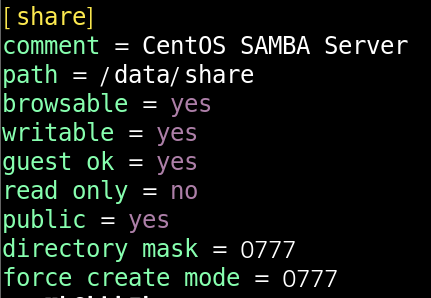 [share]
comment = CentOS SAMBA Server
path = /data/share
browsable = yes
writable = yes
guest ok = yes
read only = no
public = yes
directory mask = 0777
force create mode = 0777